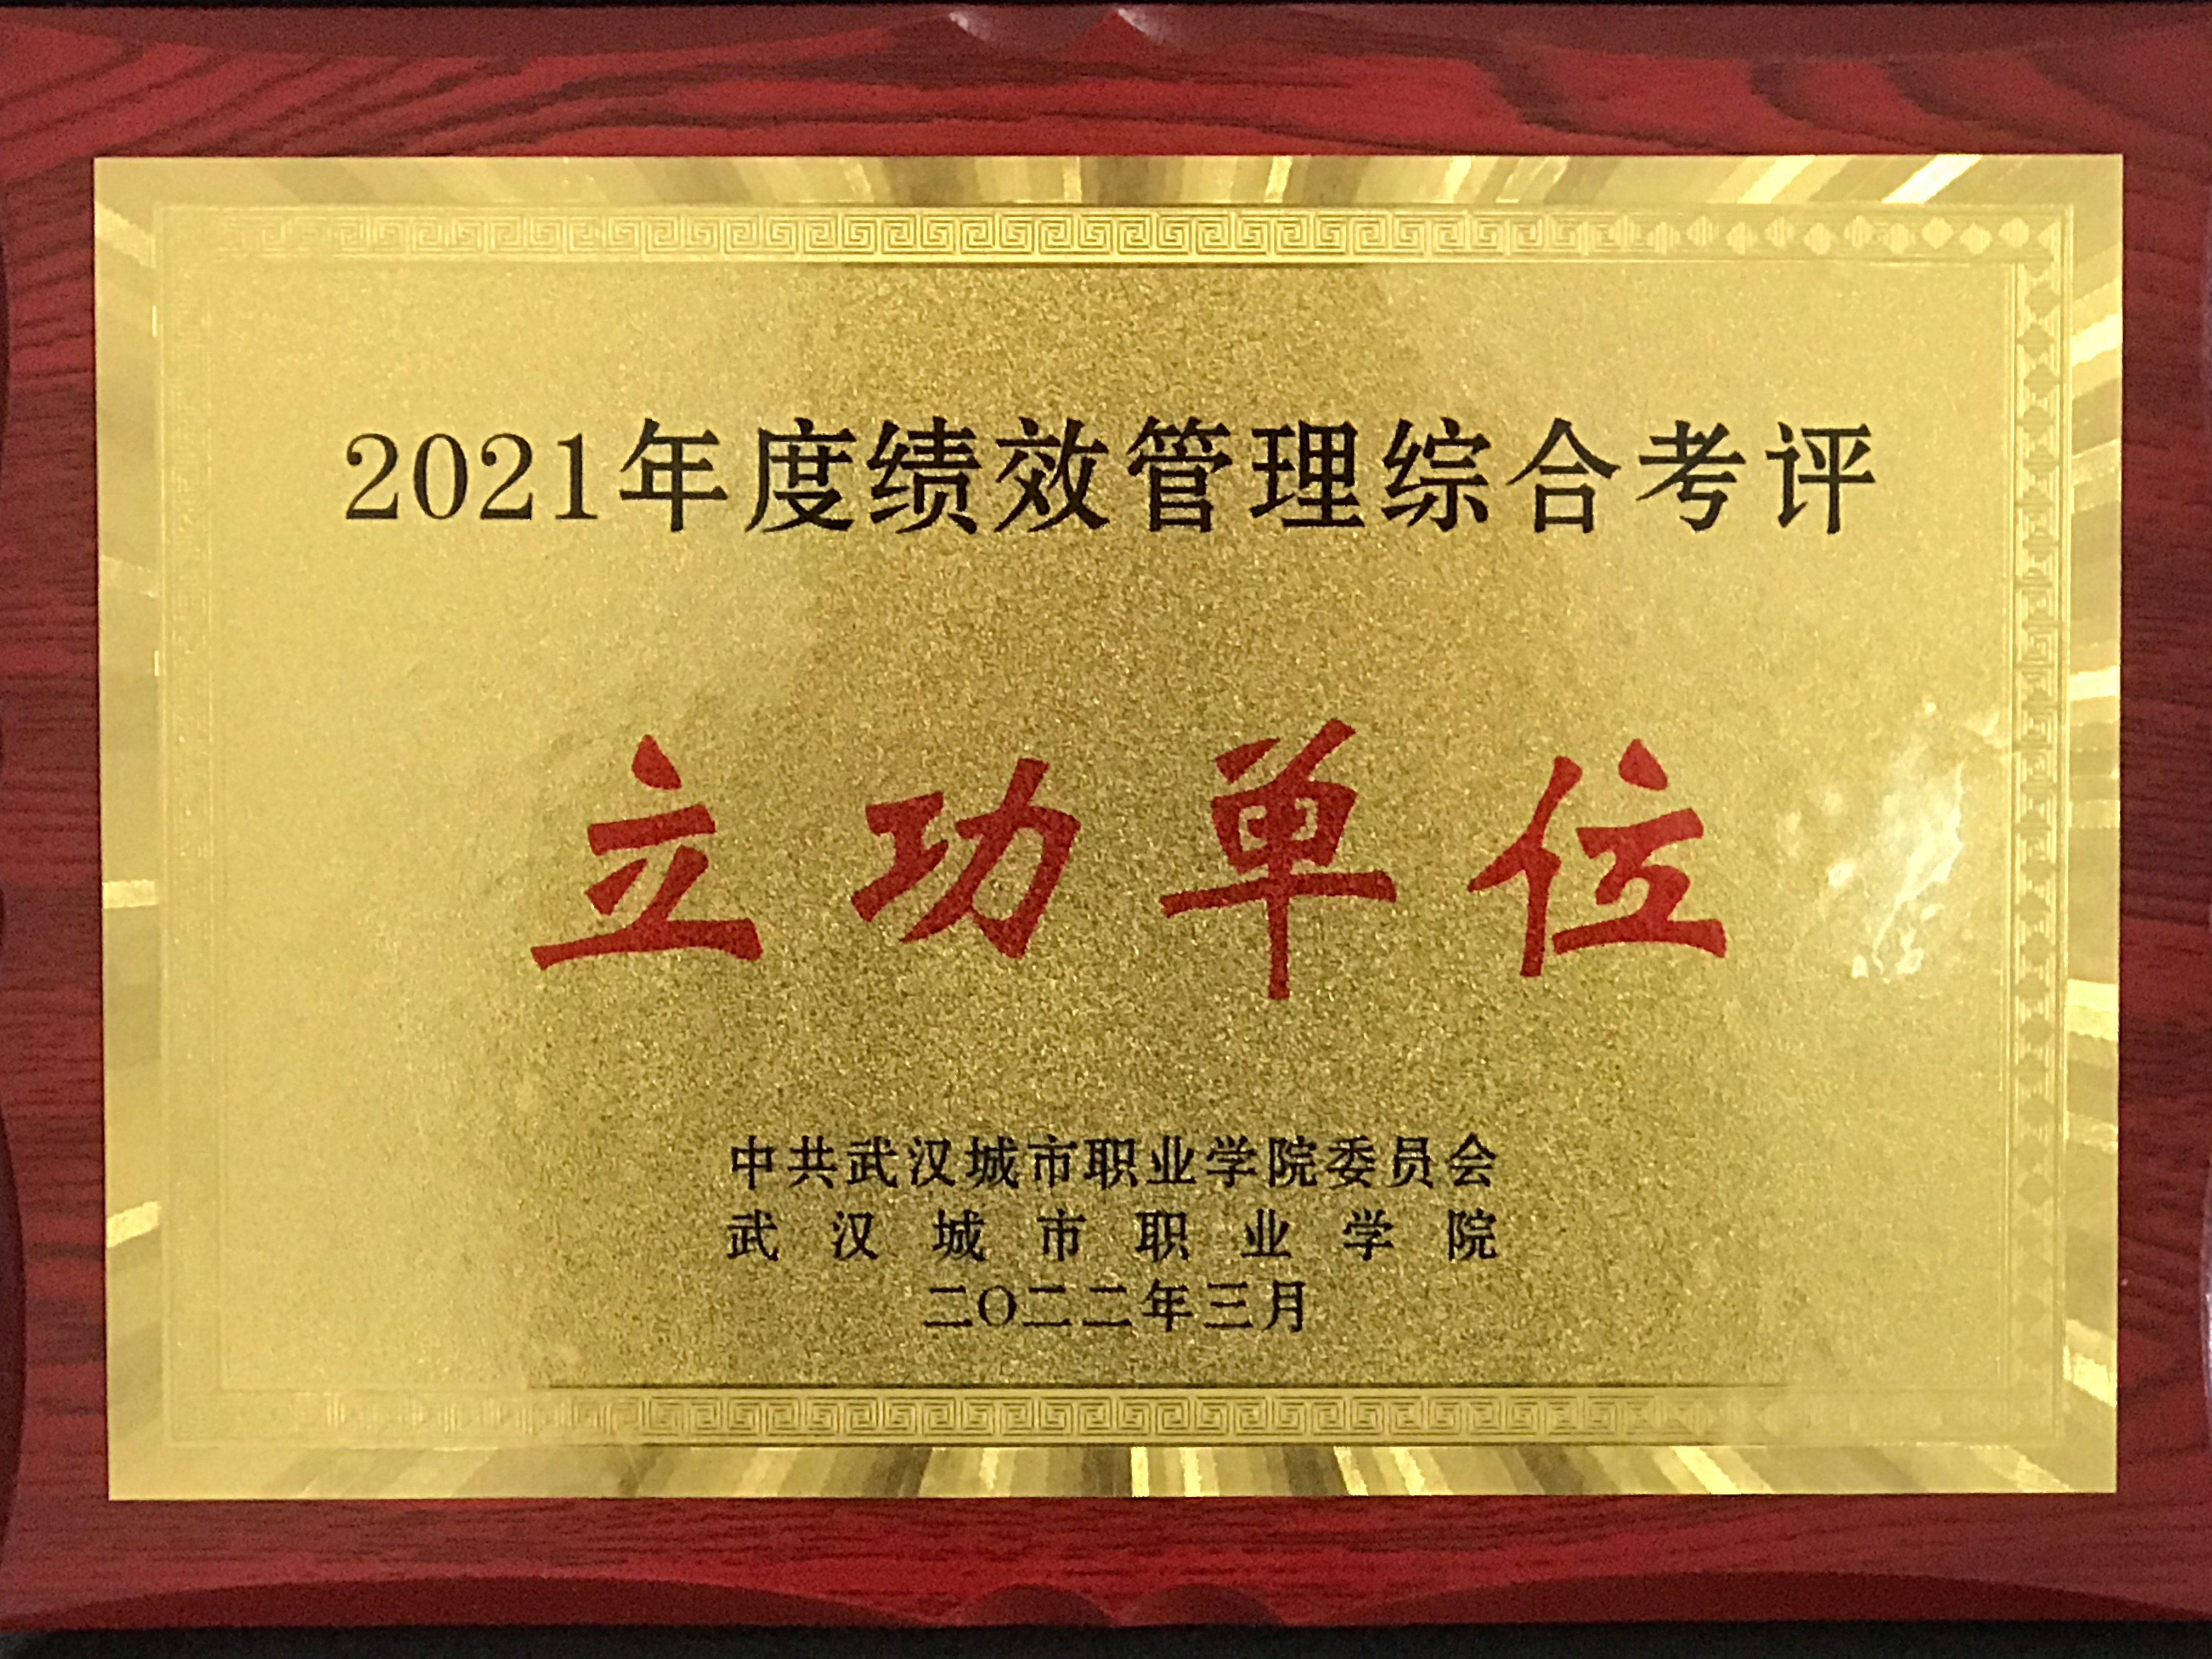 2021年度绩效管理综合考评
立功单位
中共武汉城市职业学院委员会
武汉城市职业学院
二〇二二年三月